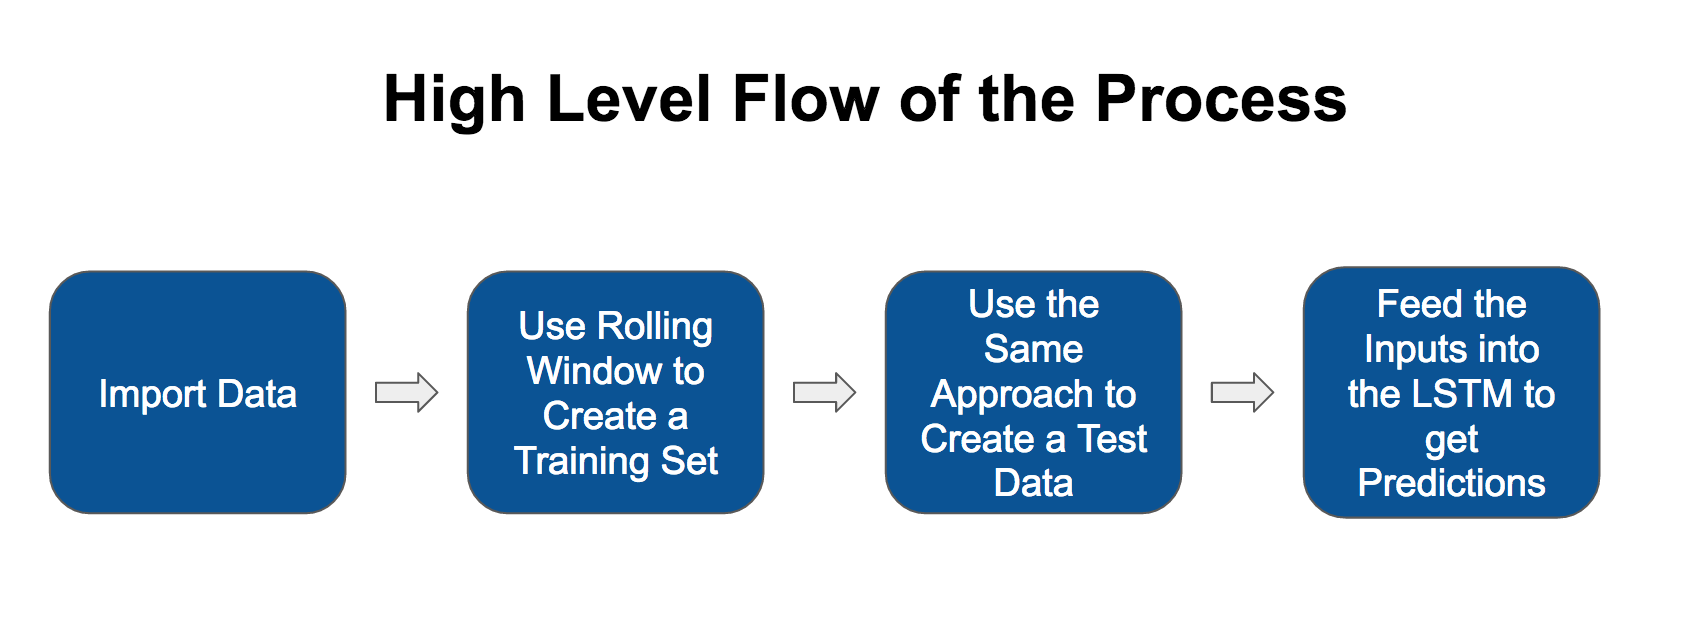 High Level Flow of the Process
Import Data
Use Rolling
Window to
Create a
Training Set
Use the
Same
Approach to
Create a Test
Data
Feed the
Inputs into
the LSTM to
get
Predictions